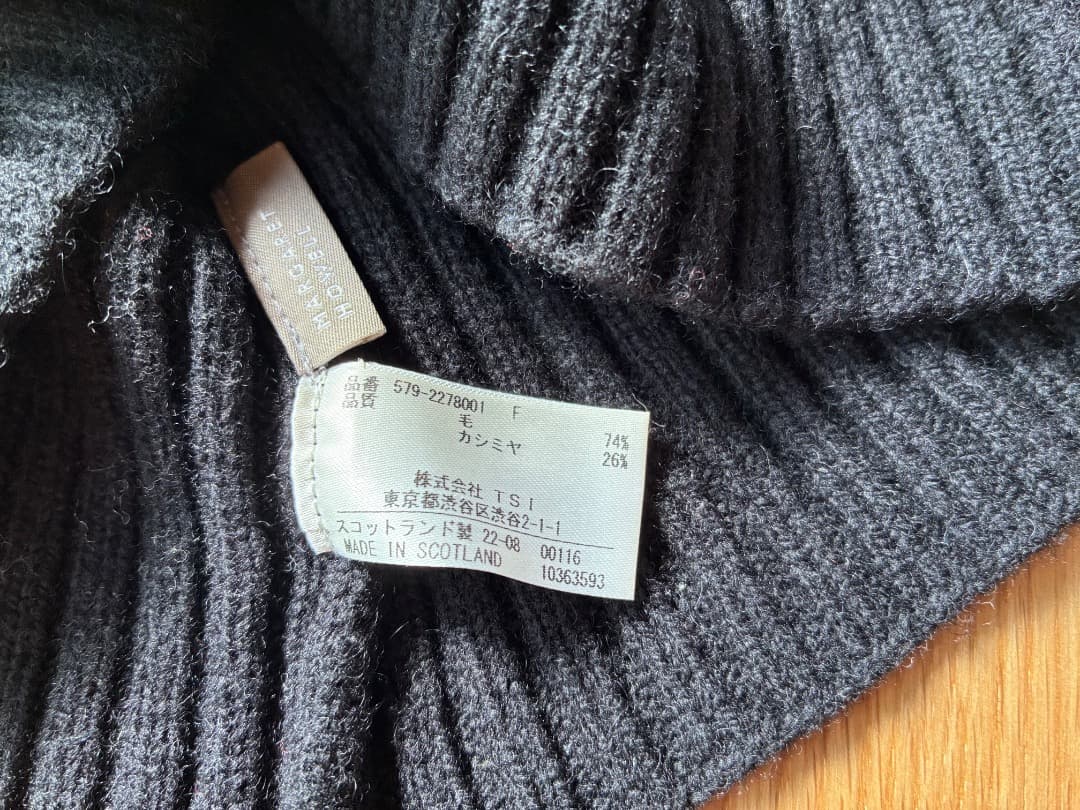 MARGARET
HOWELL
品番 579-2278001 F
品質
毛 74%
カシミヤ 26%
株式会社 TSI
東京都渋谷区渋谷2-1-1
スコットランド製 22-08 00116
MADE IN SCOTLAND 10363593